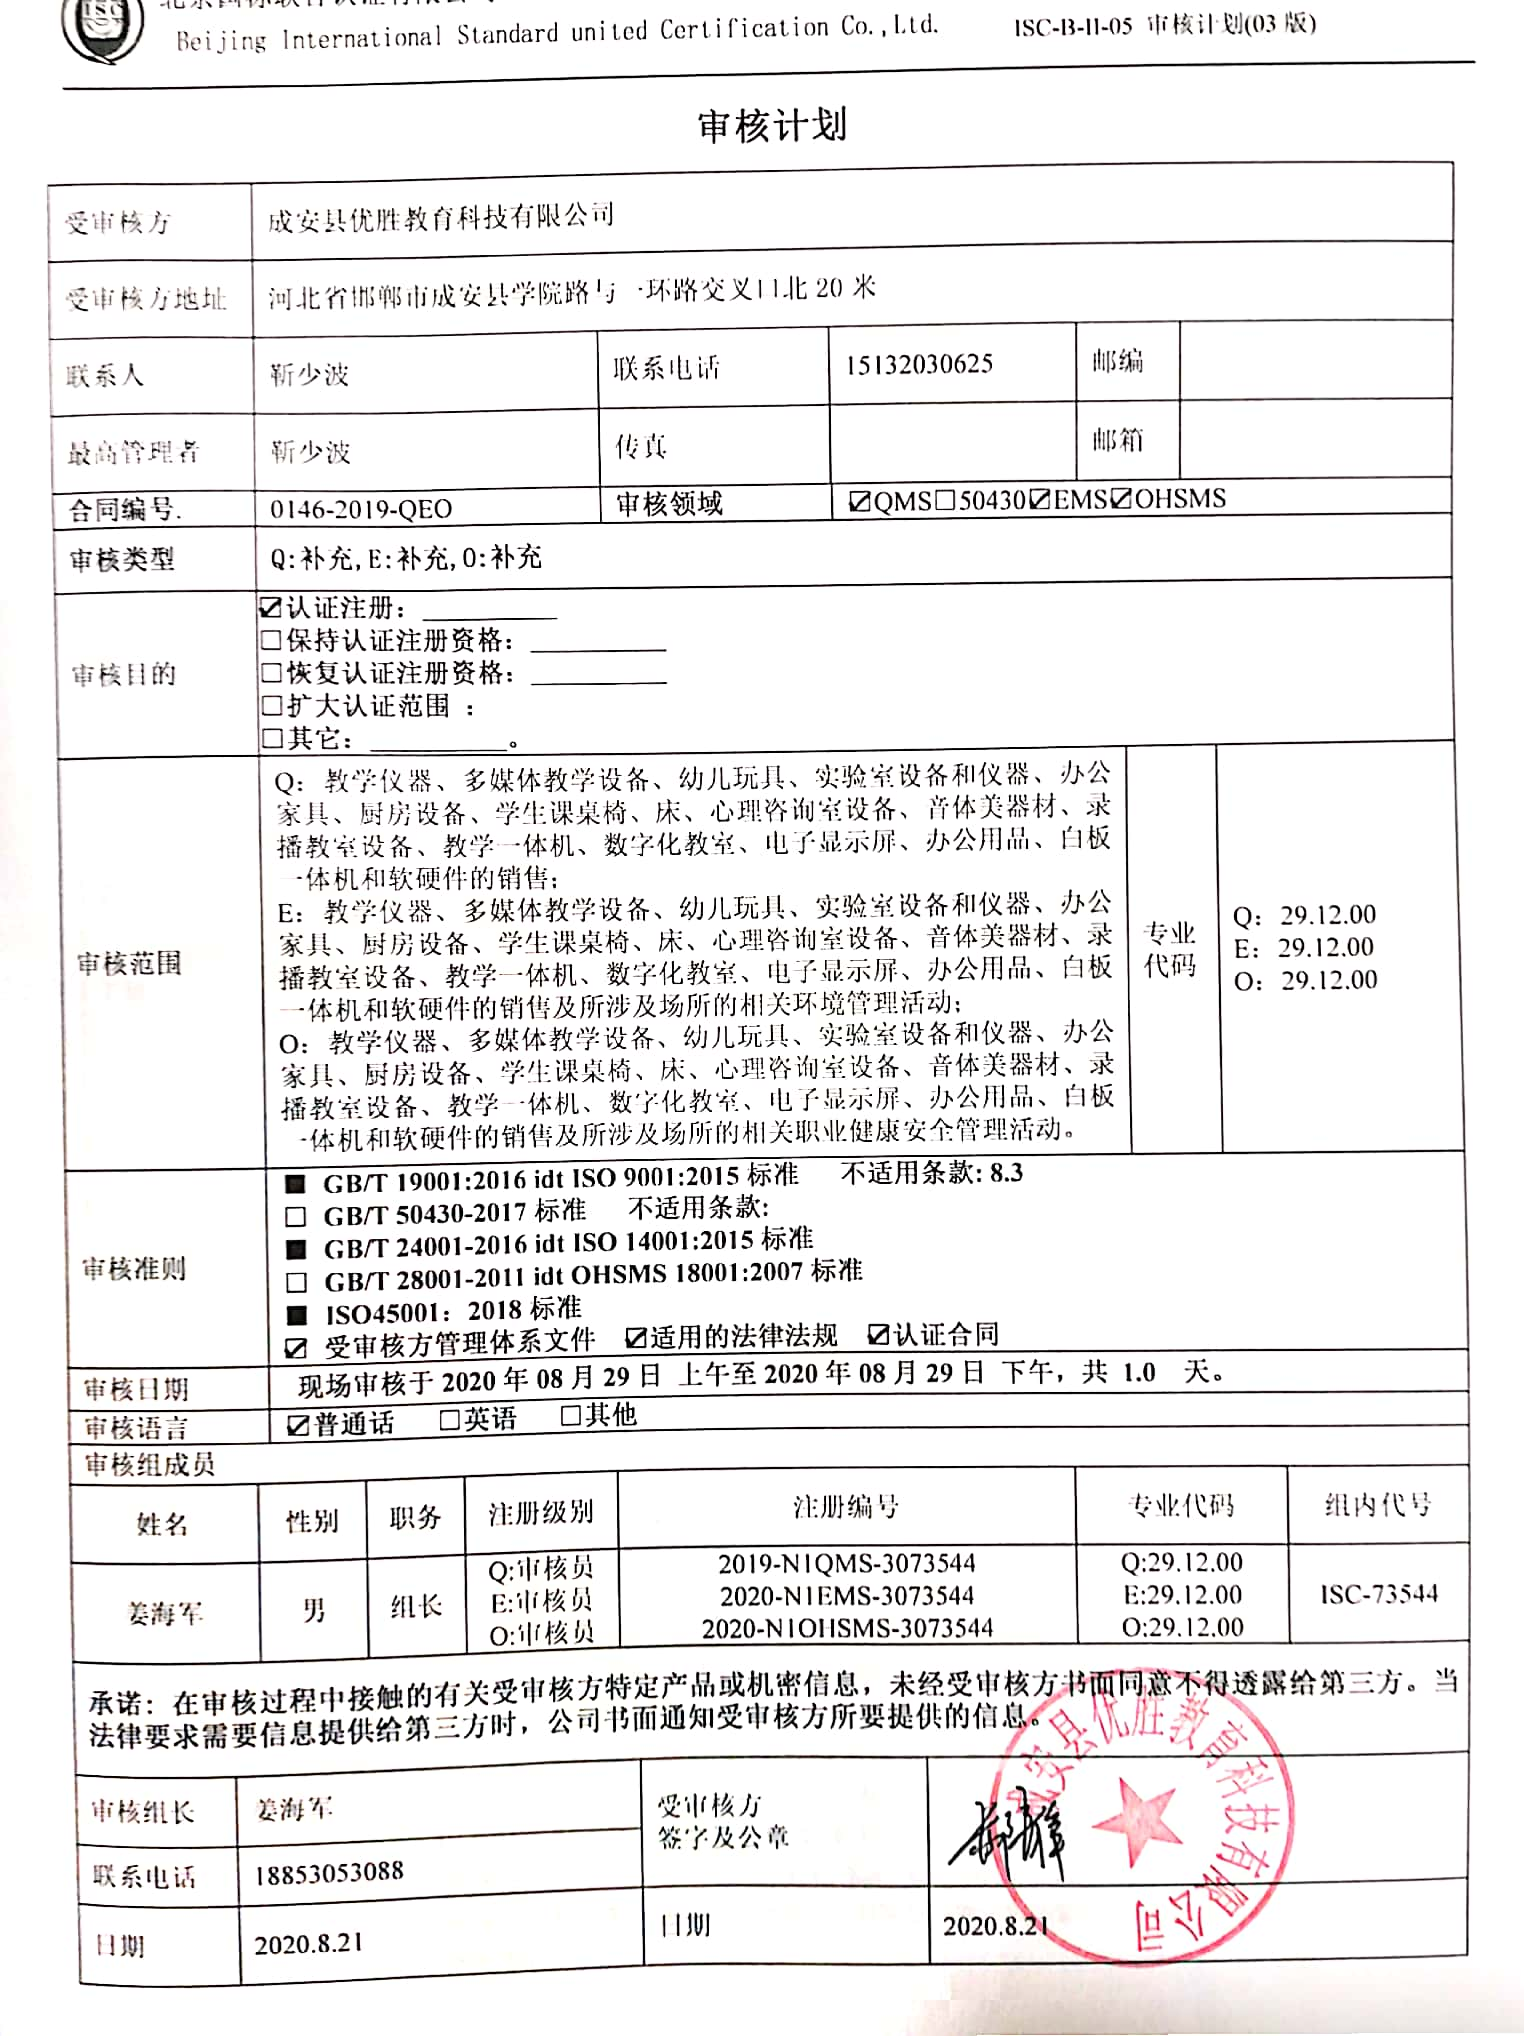 Beijing International Standard united Certification Co.,Ltd. ISC-B-II-05 审核计划(03 版)
审核计划
受审核方 成安县优胜教育科技有限公司
受审核方地址 河北省邯郸市成安县学院路与一环路交叉口北 20 米
联系人 靳少波 联系电话 15132030625 邮编
最高管理者 靳少波 传真 邮箱
合同编号. 0146-2019-QEO 审核领域 ☑QMS□50430☑EMS☑OHSMS
审核类型 Q:补充,E:补充,O:补充
审核目的
☑认证注册：
□保持认证注册资格：
□恢复认证注册资格：
□扩大认证范围 ：
□其它： 。
审核范围
Q：教学仪器、多媒体教学设备、幼儿玩具、实验室设备和仪器、办公
家具、厨房设备、学生课桌椅、床、心理咨询室设备、音体美器材、录
播教室设备、教学一体机、数字化教室、电子显示屏、办公用品、白板
一体机和软硬件的销售；
E：教学仪器、多媒体教学设备、幼儿玩具、实验室设备和仪器、办公
家具、厨房设备、学生课桌椅、床、心理咨询室设备、音体美器材、录
播教室设备、教学一体机、数字化教室、电子显示屏、办公用品、白板
一体机和软硬件的销售及所涉及场所的相关环境管理活动；
O：教学仪器、多媒体教学设备、幼儿玩具、实验室设备和仪器、办公
家具、厨房设备、学生课桌椅、床、心理咨询室设备、音体美器材、录
播教室设备、教学一体机、数字化教室、电子显示屏、办公用品、白板
一体机和软硬件的销售及所涉及场所的相关职业健康安全管理活动。
专业
代码
Q：29.12.00
E：29.12.00
O：29.12.00
审核准则
■ GB/T 19001:2016 idt ISO 9001:2015 标准 不适用条款: 8.3
□ GB/T 50430-2017 标准 不适用条款:
■ GB/T 24001-2016 idt ISO 14001:2015 标准
□ GB/T 28001-2011 idt OHSMS 18001:2007 标准
■ ISO45001：2018 标准
☑ 受审核方管理体系文件 ☑适用的法律法规 ☑认证合同
审核日期 现场审核于 2020 年 08 月 29 日 上午至 2020 年 08 月 29 日 下午，共 1.0 天。
审核语言 ☑普通话 □英语 □其他
审核组成员
姓名 性别 职务 注册级别 注册编号 专业代码 组内代号
姜海军 男 组长
Q:审核员 2019-N1QMS-3073544 Q:29.12.00
E:审核员 2020-N1EMS-3073544 E:29.12.00 ISC-73544
O:审核员 2020-N1OHSMS-3073544 O:29.12.00
承诺：在审核过程中接触的有关受审核方特定产品或机密信息，未经受审核方书面同意不得透露给第三方。当
法律要求需要信息提供给第三方时，公司书面通知受审核方所要提供的信息。
审核组长 姜海军
受审核方
签字及公章
成安县优胜教育科技有限公司
联系电话 18853053088
日期 2020.8.21 日期 2020.8.21